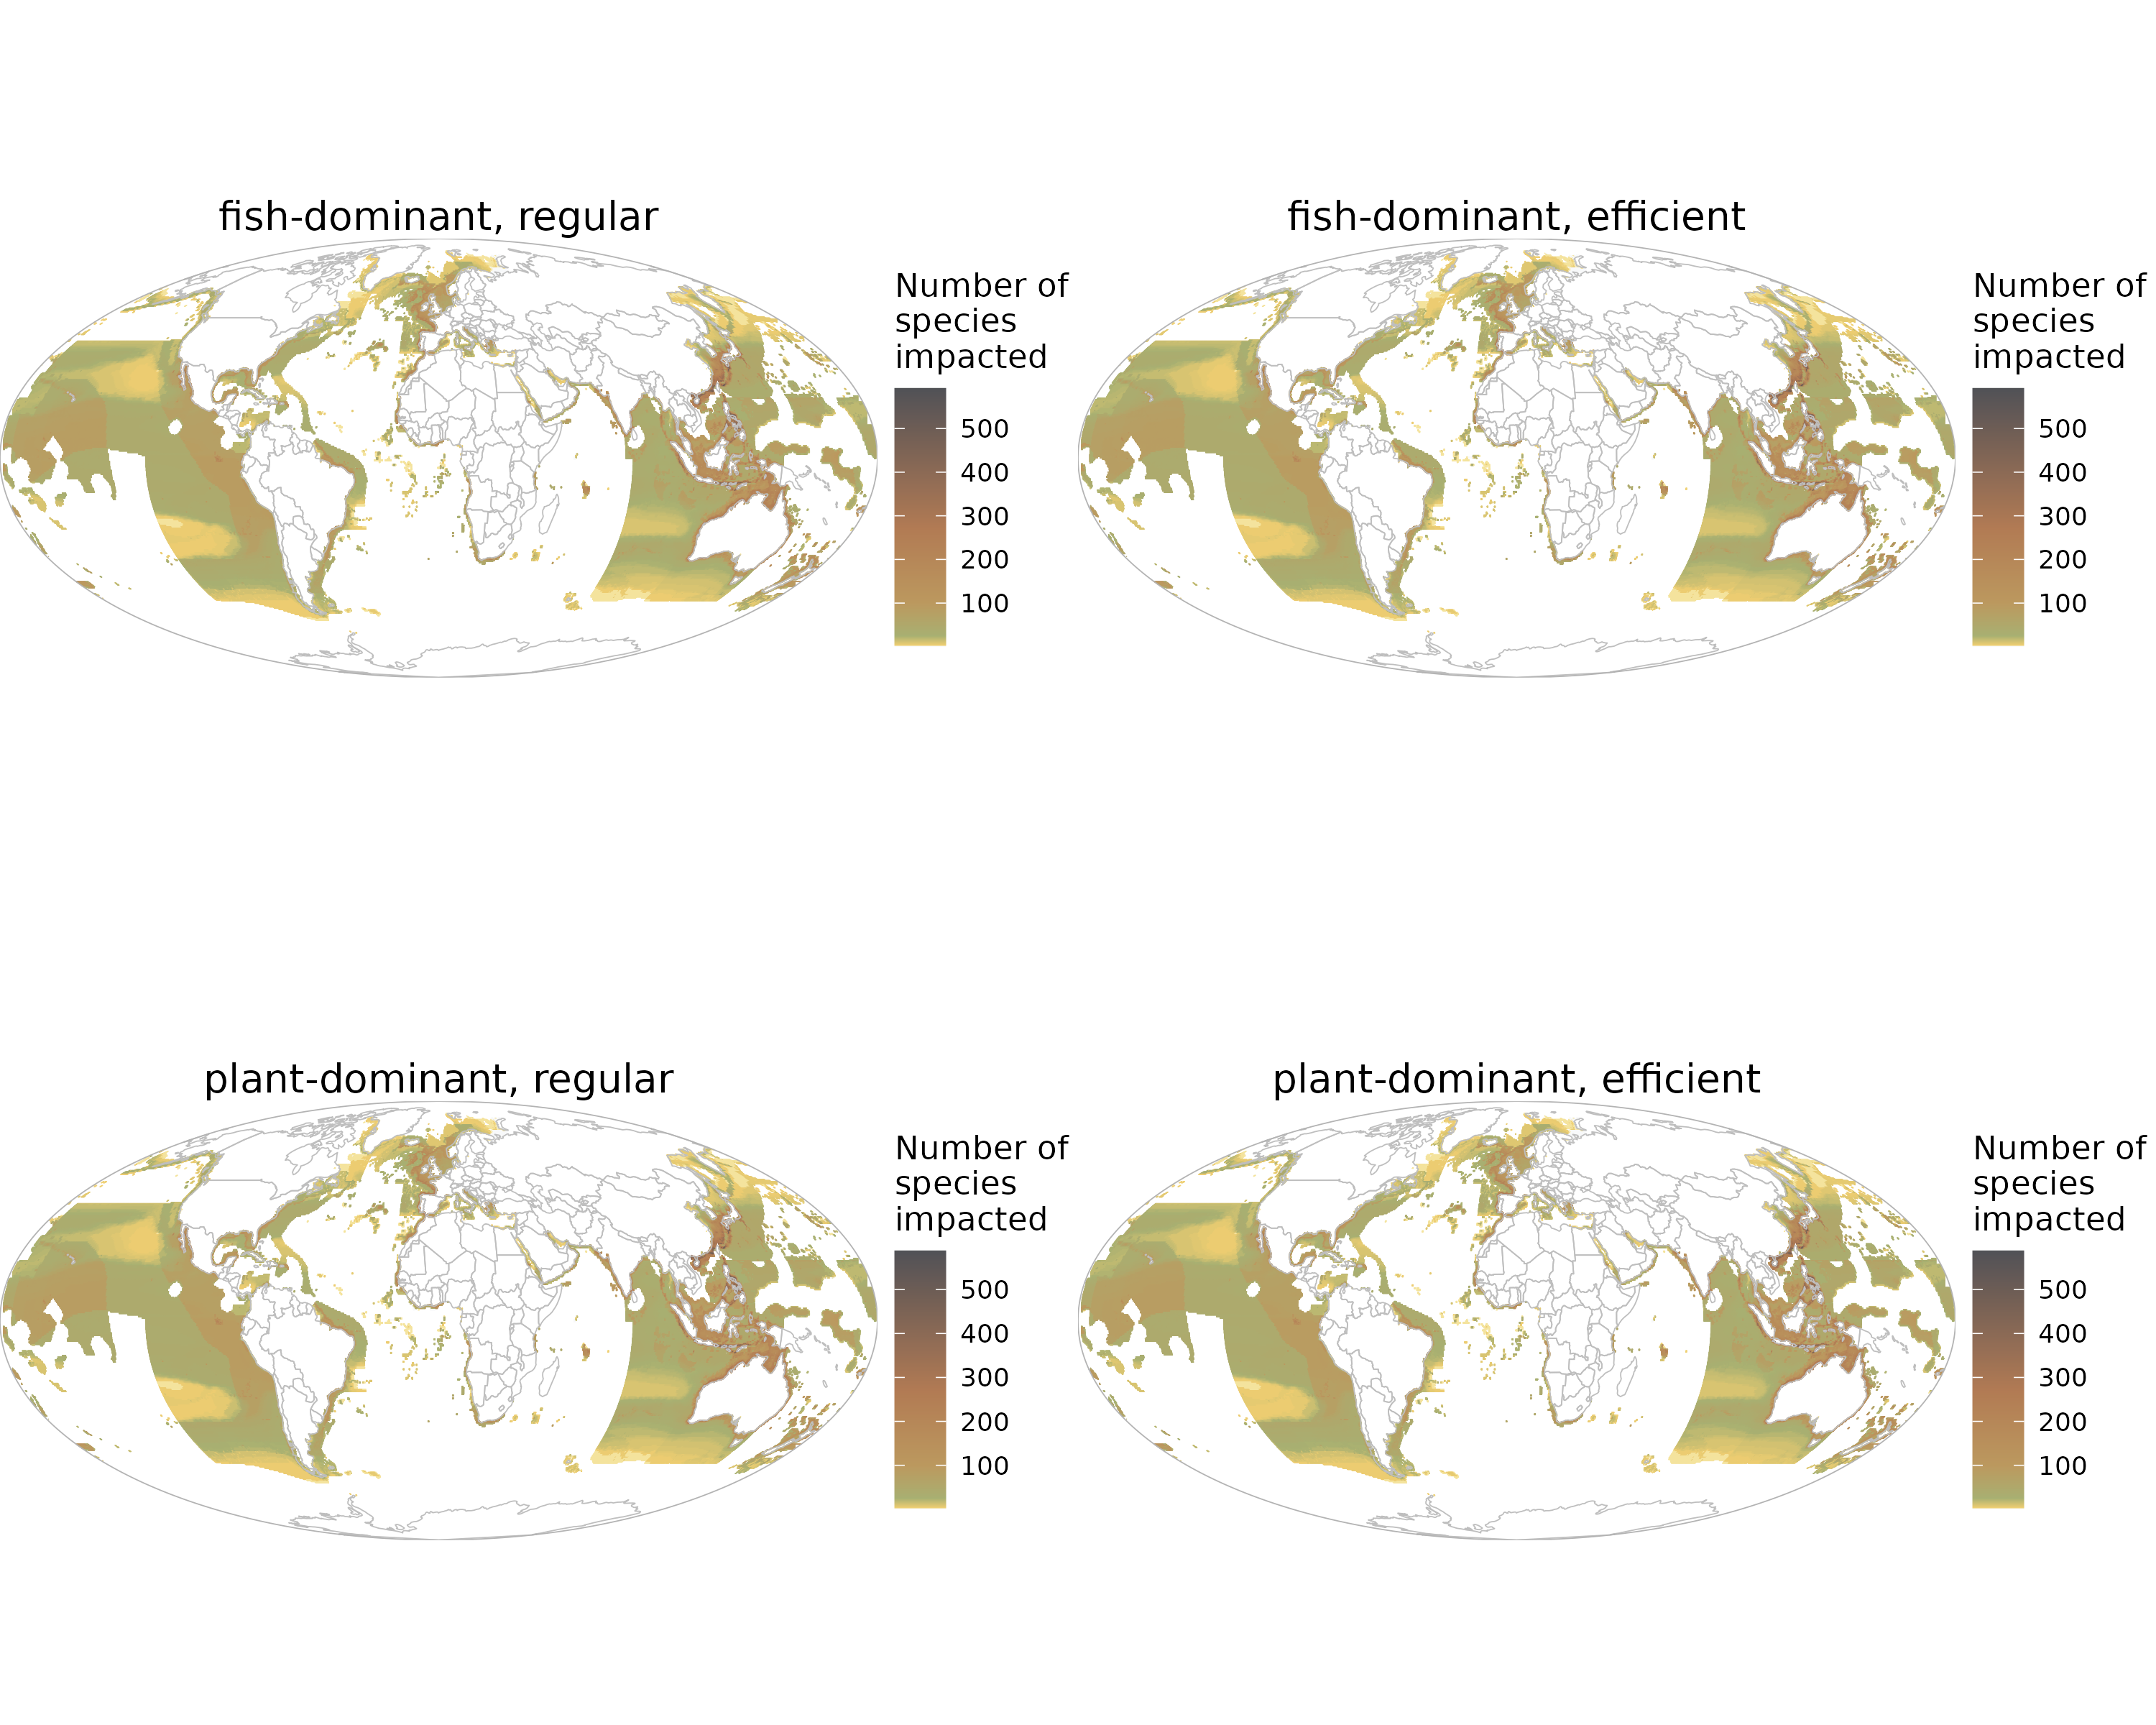 fish-dominant, regular
Number of
species
impacted
500
400
300
200
100
fish-dominant, efficient
Number of
species
impacted
500
400
300
200
100
plant-dominant, regular
Number of
species
impacted
500
400
300
200
100
plant-dominant, efficient
Number of
species
impacted
500
400
300
200
100